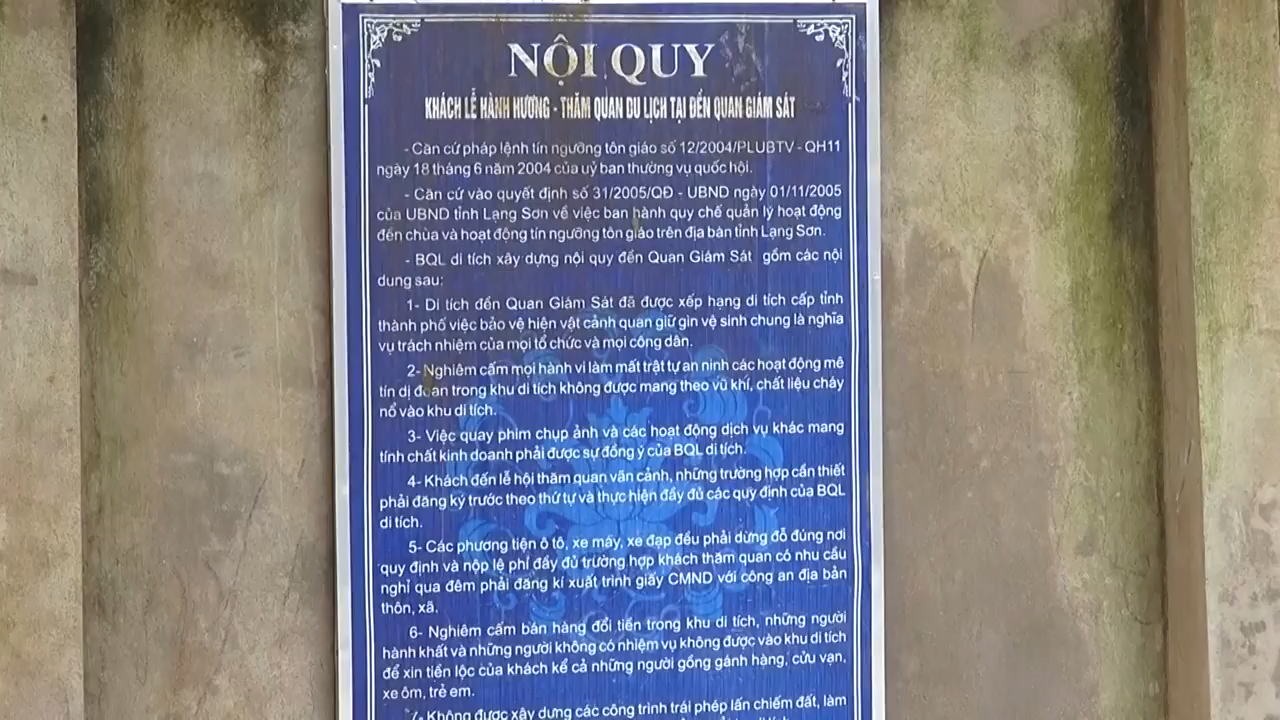 NỘI QUY
KHÁCH LỄ HÀNH HƯƠNG - THĂM QUAN DU LỊCH TẠI ĐỀN QUAN GIÁM SÁT
- Căn cứ pháp lệnh tín ngưỡng tôn giáo số 12/2004/PLUBTV - QH11
ngày 18 tháng 6 năm 2004 của uỷ ban thường vụ quốc hội.
- Căn cứ vào quyết định số 31/2005/QĐ - UBND ngày 01/11/2005
của UBND tỉnh Lạng Sơn về việc ban hành quy chế quản lý hoạt động
đền chùa và hoạt động tín ngưỡng tôn giáo trên địa bàn tỉnh Lạng Sơn.
- BQL di tích xây dựng nội quy đền Quan Giám Sát gồm các nội
dung sau:
1- Di tích đền Quan Giám Sát đã được xếp hạng di tích cấp tỉnh
thành phố việc bảo vệ hiện vật cảnh quan giữ gìn vệ sinh chung là nghĩa
vụ trách nhiệm của mọi tổ chức và mọi công dân.
2- Nghiêm cấm mọi hành vi làm mất trật tự an ninh các hoạt động mê
tín dị đoan trong khu di tích không được mang theo vũ khí, chất liệu cháy
nổ vào khu di tích.
3- Việc quay phim chụp ảnh và các hoạt động dịch vụ khác mang
tính chất kinh doanh phải được sự đồng ý của BQL di tích.
4- Khách đến lễ hội thăm quan vãn cảnh, những trường hợp cần thiết
phải đăng ký trước theo thứ tự và thực hiện đầy đủ các quy định của BQL
di tích.
5- Các phương tiện ô tô, xe máy, xe đạp đều phải dừng đỗ đúng nơi
quy định và nộp lệ phí đầy đủ trường hợp khách thăm quan có nhu cầu
nghỉ qua đêm phải đăng kí xuất trình giấy CMND với công an địa bàn
thôn, xã.
6- Nghiêm cấm bán hàng đổi tiền trong khu di tích, những người
hành khất và những người không có nhiệm vụ không được vào khu di tích
để xin tiền lộc của khách kể cả những người gồng gánh hàng, cửu vạn,
xe ôm, trẻ em.
7- Không được xây dựng các công trình trái phép lấn chiếm đất, làm